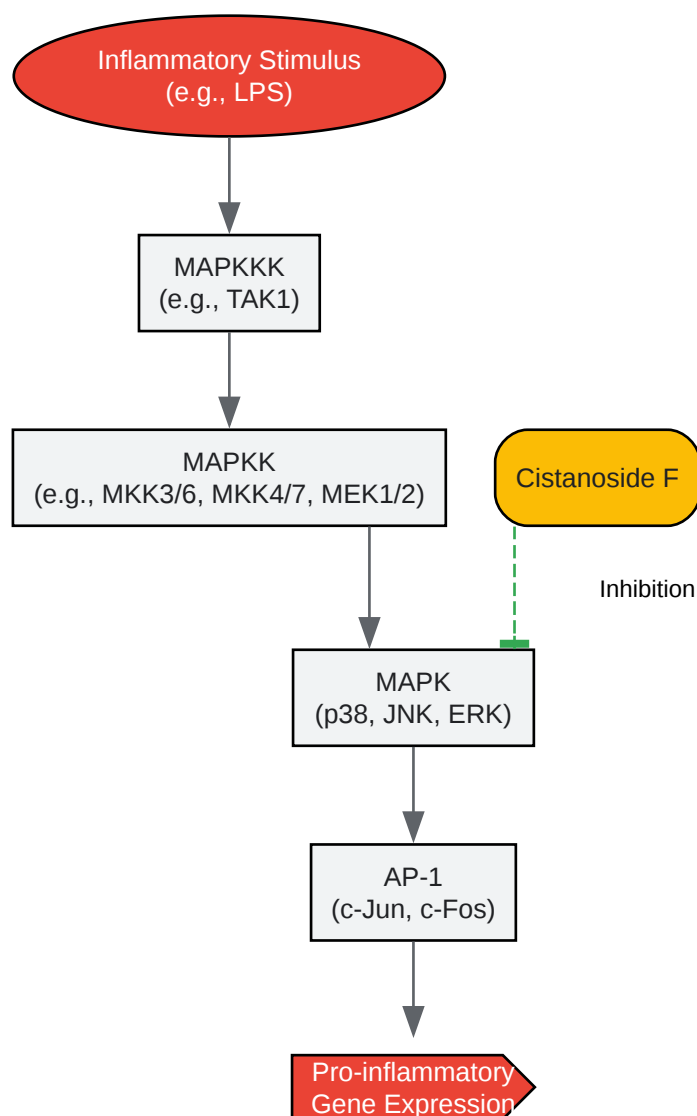 Inflammatory Stimulus
(e.g., LPS)
MAPKKK
(e.g., TAK1)
MAPKK
(e.g., MKK3/6, MKK4/7, MEK1/2)
Cistanoside F
Inhibition
MAPK
(p38, JNK, ERK)
AP-1
(c-Jun, c-Fos)
Pro-inflammatory
Gene Expression